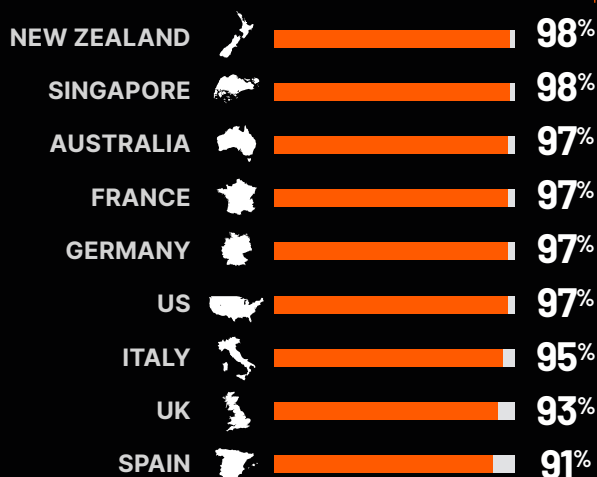 NEW ZEALAND 98%
SINGAPORE 98%
AUSTRALIA 97%
FRANCE 97%
GERMANY 97%
US 97%
ITALY 95%
UK 93%
SPAIN 91%